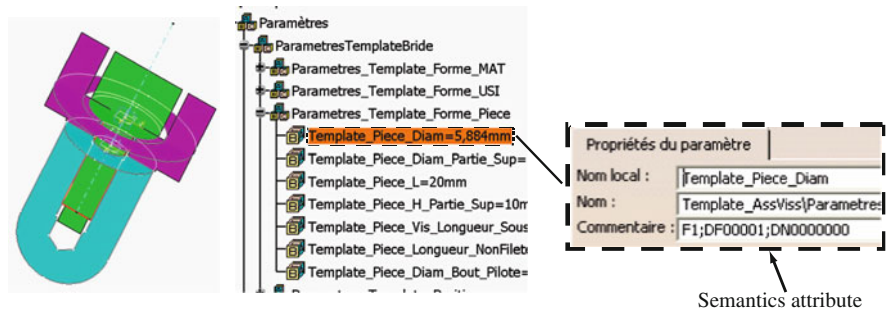 Paramètres
ParametresTemplateBride
Parametres_Template_Forme_MAT
Parametres_Template_Forme_USI
Parametres_Template_Forme_Piece
Template_Piece_Diam=5,884mm
Template_Piece_Diam_Partie_Sup=
Template_Piece_L=20mm
Template_Piece_H_Partie_Sup=10m
Template_Piece_Vis_Longueur_Sous
Template_Piece_Longueur_NonFilet
Template_Piece_Diam_Bout_Pilote=
Propriétés du paramètre
Nom local : Template_Piece_Diam
Nom : Template_AssViss\Parametres
Commentaire : F1;DF00001;DN0000000
Semantics attribute